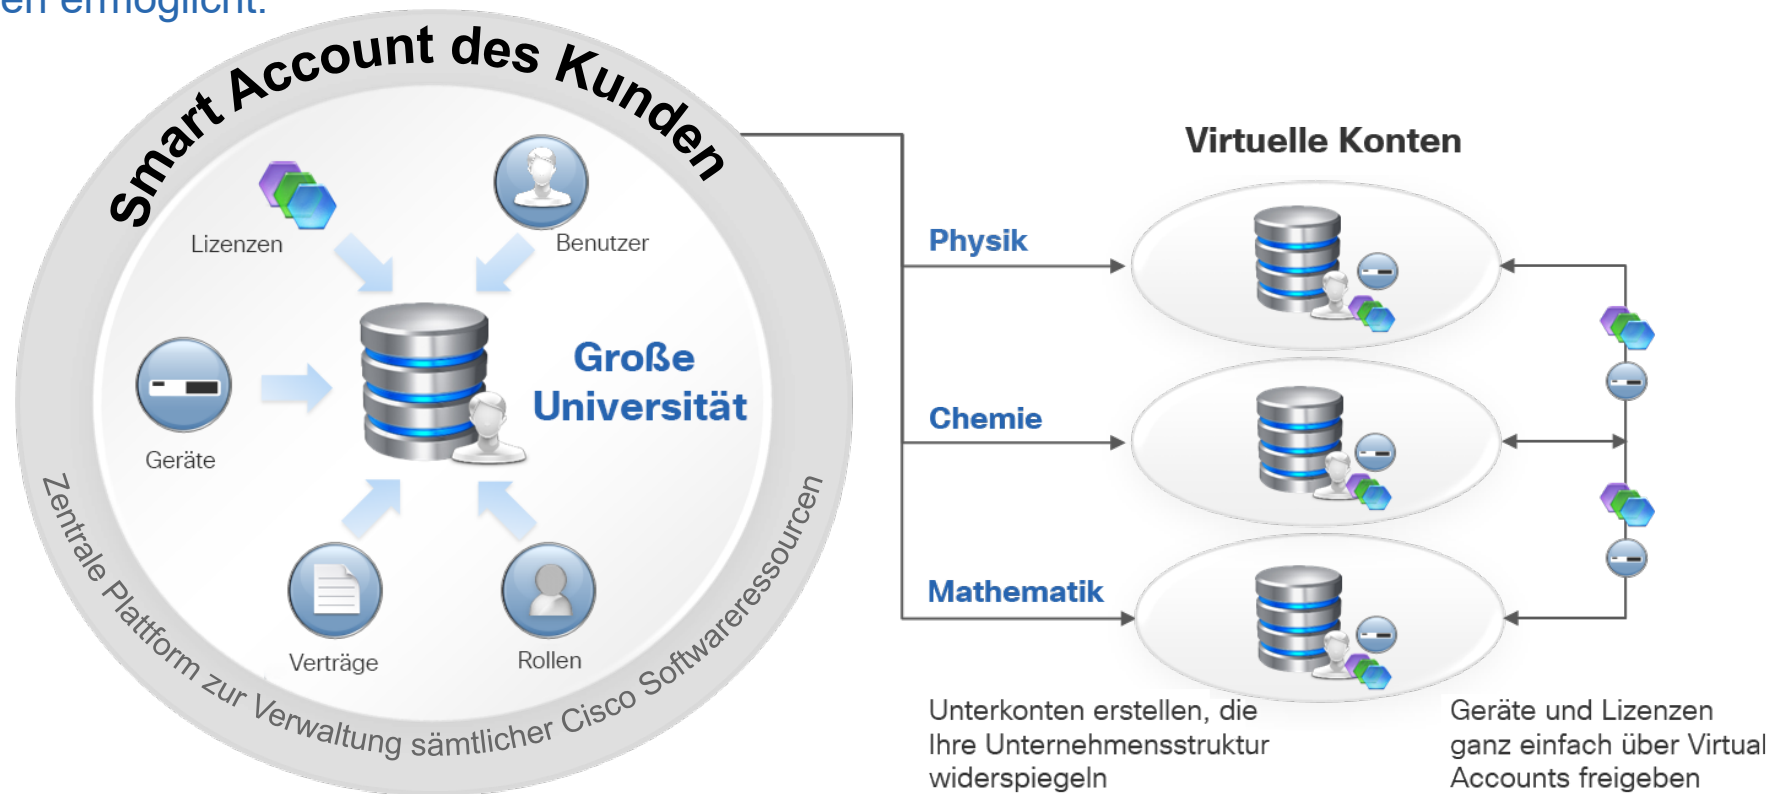 en ermöglicht.
Smart Account des Kunden
Lizenzen
Benutzer
Große
Universität
Geräte
Verträge
Rollen
Zentrale Plattform zur Verwaltung sämtlicher Cisco Softwareressourcen
Virtuelle Konten
Physik
Chemie
Mathematik
Unterkonten erstellen, die
Ihre Unternehmensstruktur
widerspiegeln
Geräte und Lizenzen
ganz einfach über Virtual
Accounts freigeben